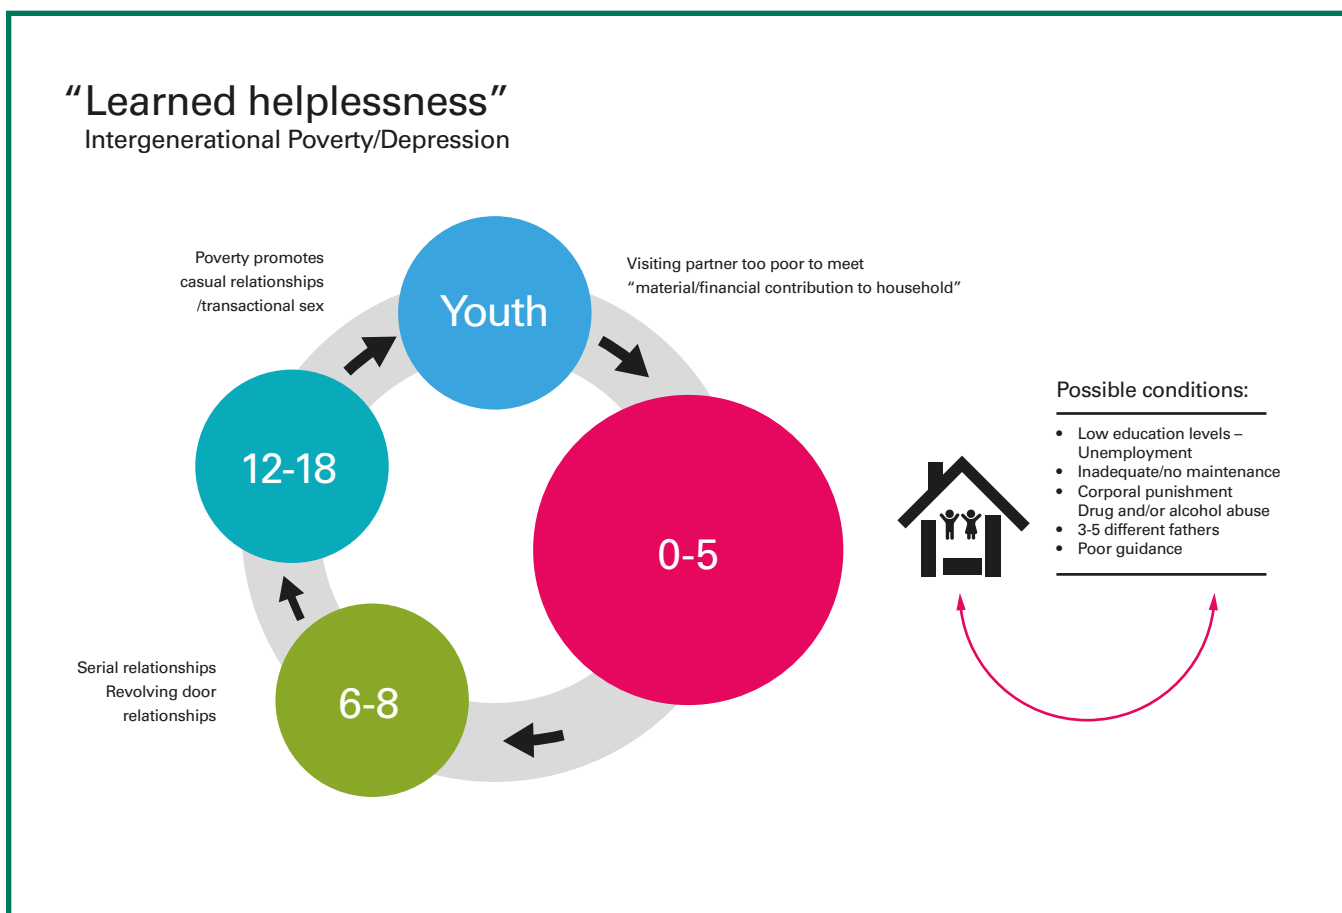 “Learned helplessness”
Intergenerational Poverty/Depression
Poverty promotes
casual relationships
/transactional sex
Youth
Visiting partner too poor to meet
“material/financial contribution to household”
12-18
0-5
6-8
Serial relationships
Revolving door
relationships
Possible conditions:
• Low education levels –
Unemployment
• Inadequate/no maintenance
• Corporal punishment
Drug and/or alcohol abuse
• 3-5 different fathers
• Poor guidance